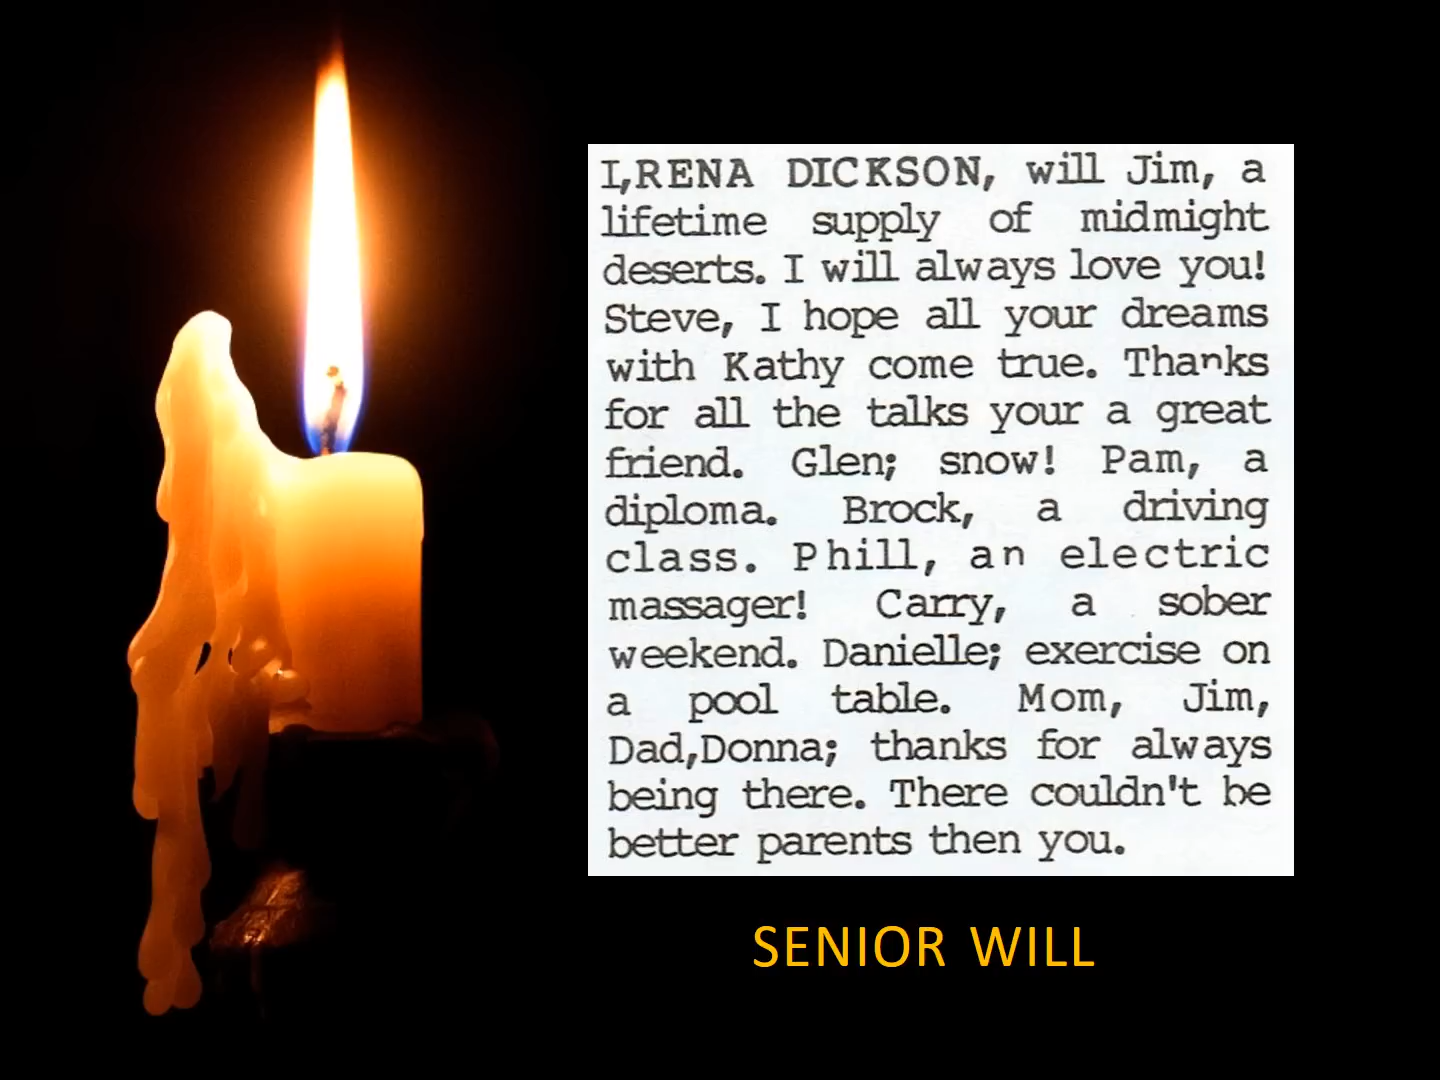 I,RENA DICKSON, will Jim, a
lifetime supply of midmight
deserts. I will always love you!
Steve, I hope all your dreams
with Kathy come true. Thanks
for all the talks your a great
friend. Glen; snow! Pam, a
diploma. Brock, a driving
class. Phill, an electric
massager! Carry, a sober
weekend. Danielle; exercise on
a pool table. Mom, Jim,
Dad,Donna; thanks for always
being there. There couldn't be
better parents then you.
SENIOR WILL